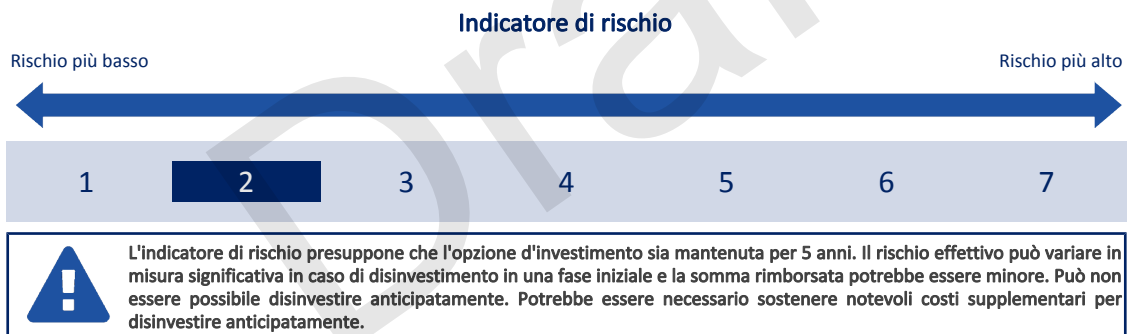 Indicatore di rischio
Rischio più basso
Rischio più alto
1 2 3 4 5 6 7
L'indicatore di rischio presuppone che l'opzione d'investimento sia mantenuta per 5 anni. Il rischio effettivo può variare in
misura significativa in caso di disinvestimento in una fase iniziale e la somma rimborsata potrebbe essere minore. Può non
essere possibile disinvestire anticipatamente. Potrebbe essere necessario sostenere notevoli costi supplementari per
disinvestire anticipatamente.